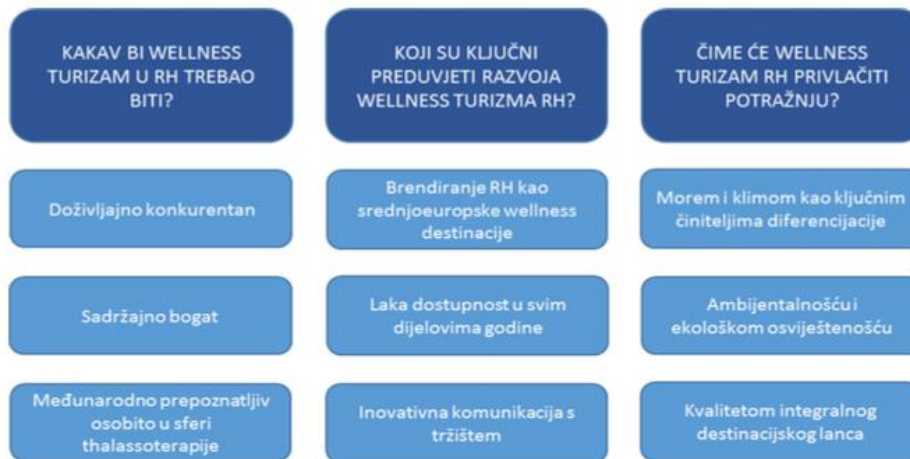 KAKAV BI WELLNESS
TURIZAM U RH TREBAO
BITI?
KOJI SU KLJUČNI
PREDUVJETI RAZVOJA
WELLNESS TURIZMA RH?
ČIME ĆE WELLNESS
TURIZAM RH PRIVLAČITI
POTRAŽNJU?
Doživljajno konkurentan
Brendiranje RH kao
srednjoeuropske wellness
destinacije
Morem i klimom kao ključnim
činiteljima diferencijacije
Sadržajno bogat
Laka dostupnost u svim
dijelovima godine
Ambijentalnošću i
ekološkom osviještenošću
Međunarodno prepoznatljiv
osobito u sferi
thalassoterapije
Inovativna komunikacija s
tržištem
Kvalitetom integralnog
destinacijskog lanca